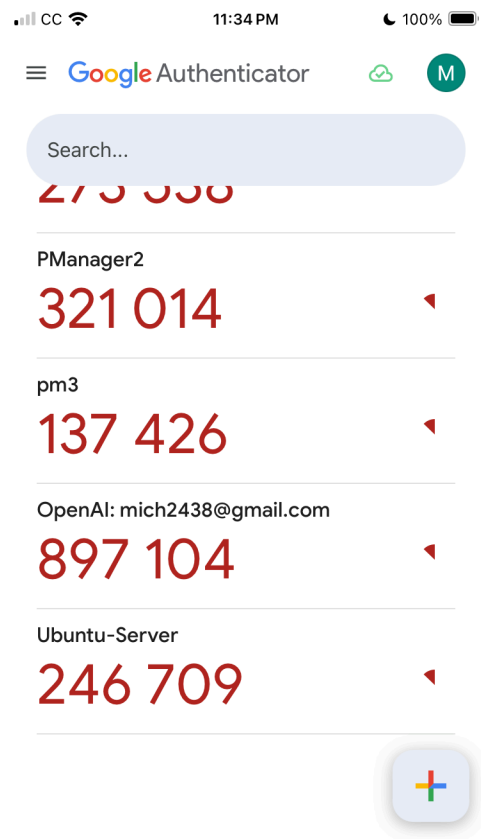 CC 11:34 PM 100%
Google Authenticator M
Search...
PManager2
321 014
pm3
137 426
OpenAI: mich2438@gmail.com
897 104
Ubuntu-Server
246 709